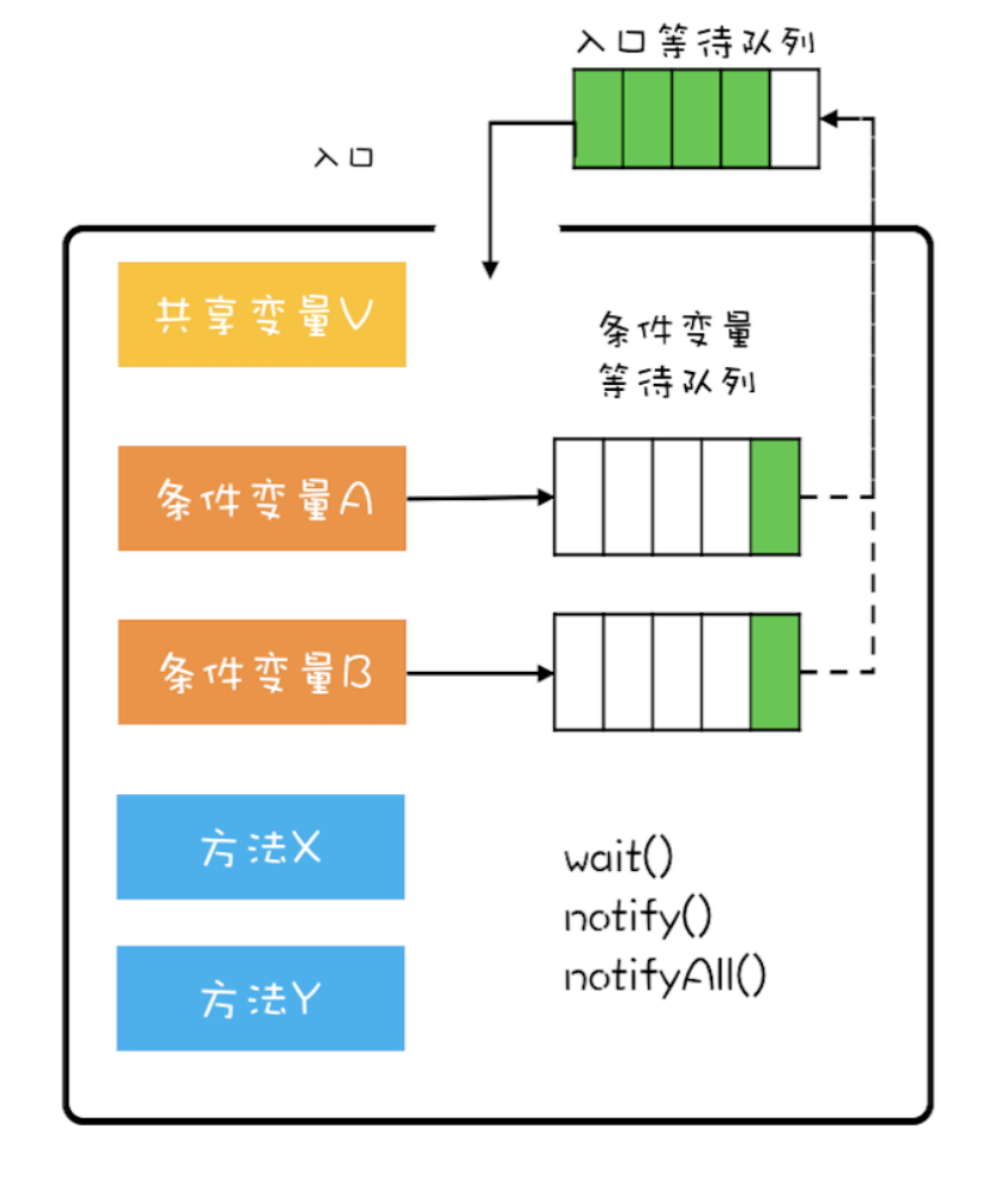 入口等待队列
入口
共享变量V
条件变量
等待队列
条件变量A
条件变量B
方法X
wait()
notify()
notifyAll()
方法Y